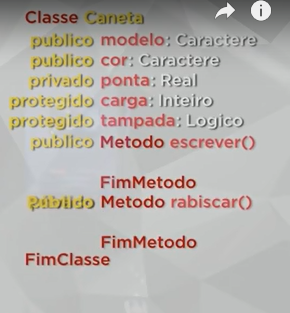 Classe Caneta
publico modelo: Caractere
publico cor: Caractere
privado ponta: Real
protegido carga: Inteiro
protegido tampada: Logico
publico Metodo escrever()
FimMetodo
Metodo rabiscar()
FimMetodo
FimClasse